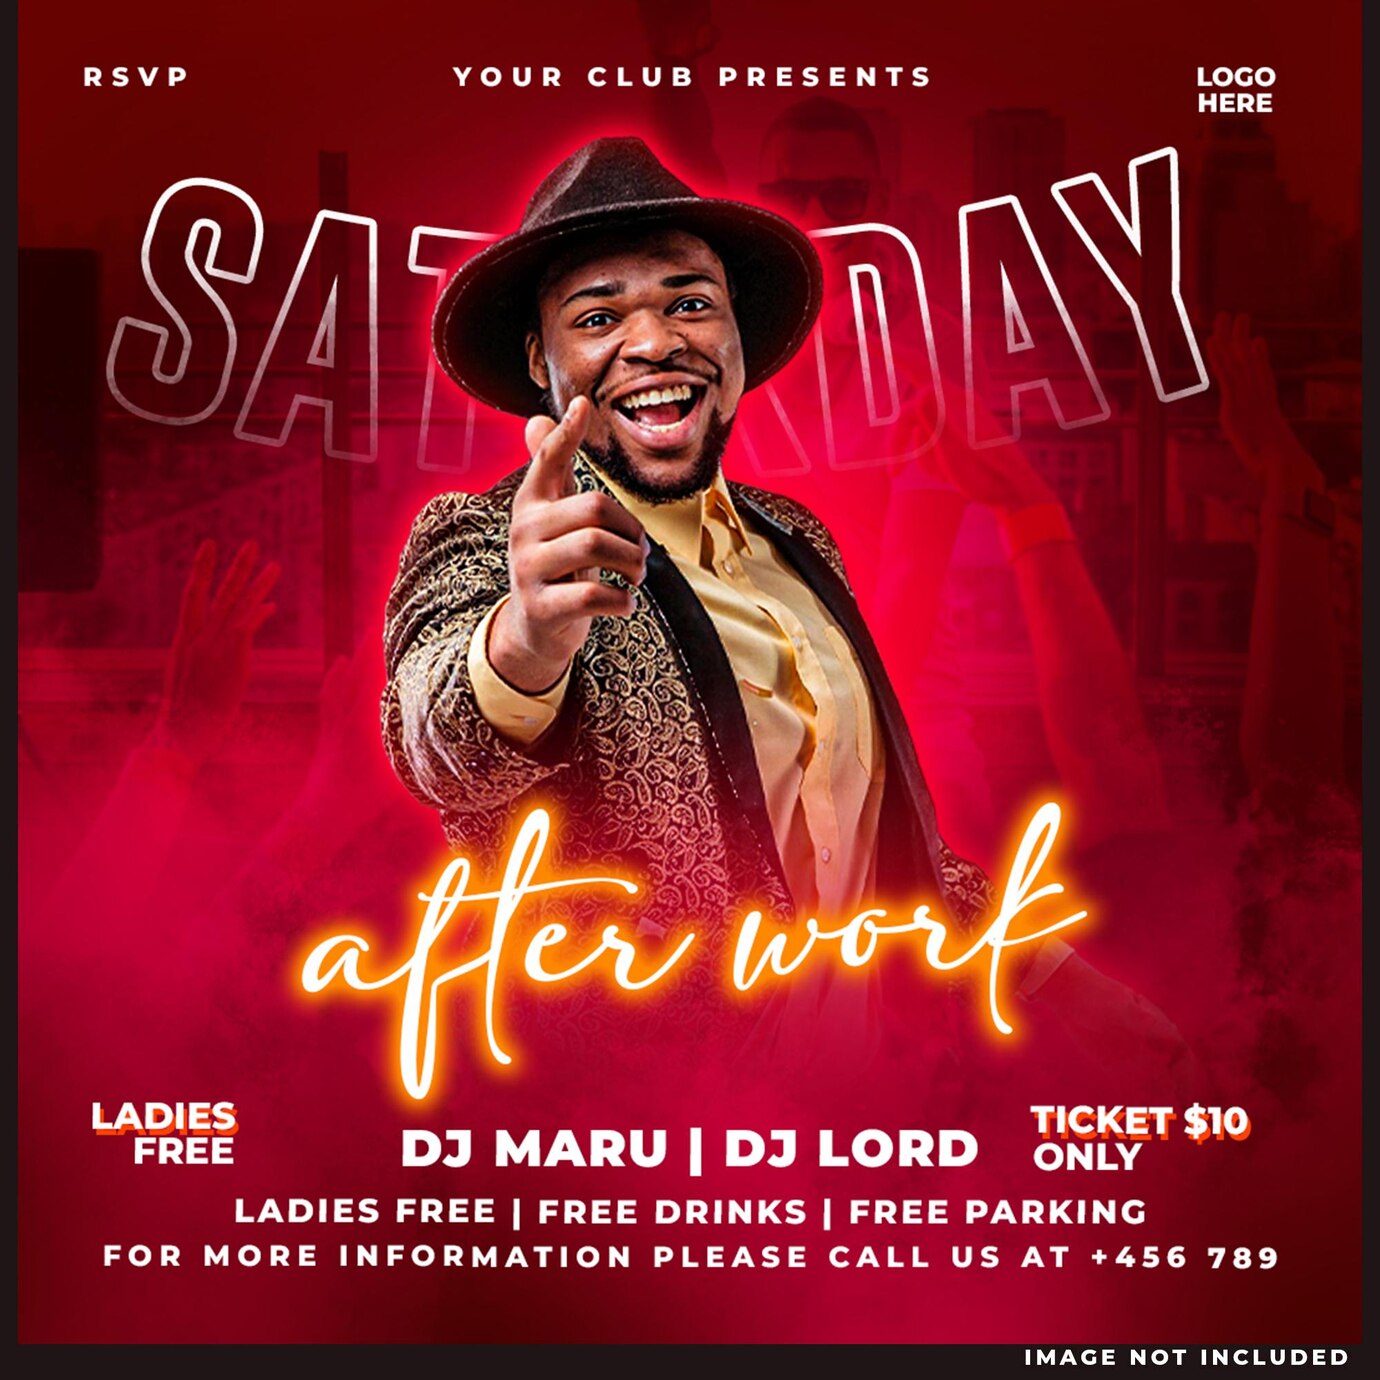 RSVP
YOUR CLUB PRESENTS
LOGO
HERE
SATURDAY
after work
LADIES
FREE
DJ MARU | DJ LORD
TICKET $10
ONLY
LADIES FREE | FREE DRINKS | FREE PARKING
FOR MORE INFORMATION PLEASE CALL US AT +456 789
IMAGE NOT INCLUDED